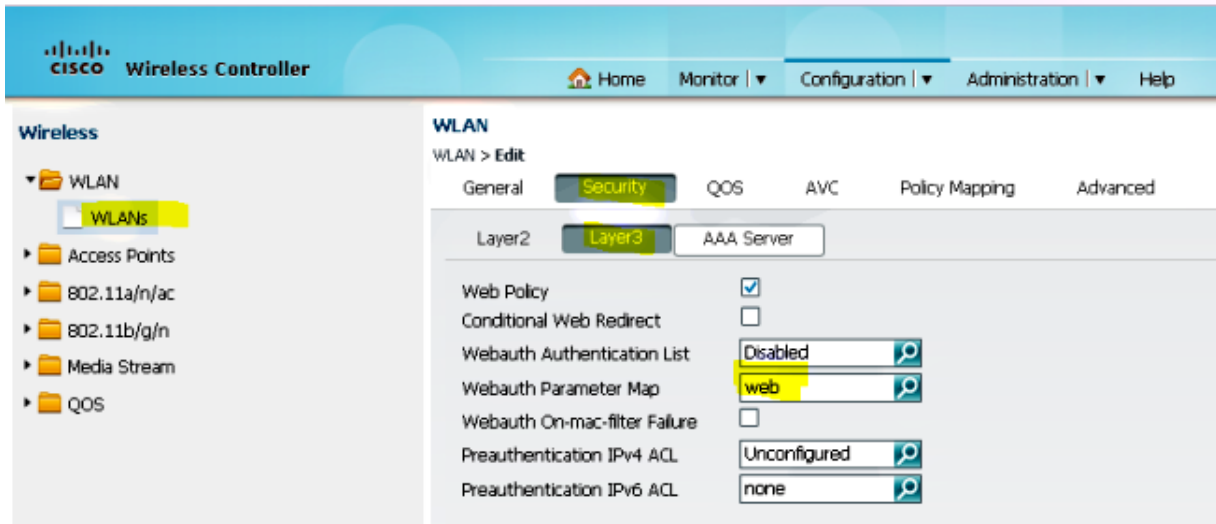 CISCO Wireless Controller
Home Monitor Configuration Administration Help
Wireless
WLAN
WLANs
Access Points
802.11a/n/ac
802.11b/g/n
Media Stream
QOS
WLAN
WLAN > Edit
General Security QOS AVC Policy Mapping Advanced
Layer2 Layer3 AAA Server
Web Policy
Conditional Web Redirect
Webauth Authentication List Disabled
Webauth Parameter Map web
Webauth On-mac-filter Failure
Preauthentication IPv4 ACL Unconfigured
Preauthentication IPv6 ACL none